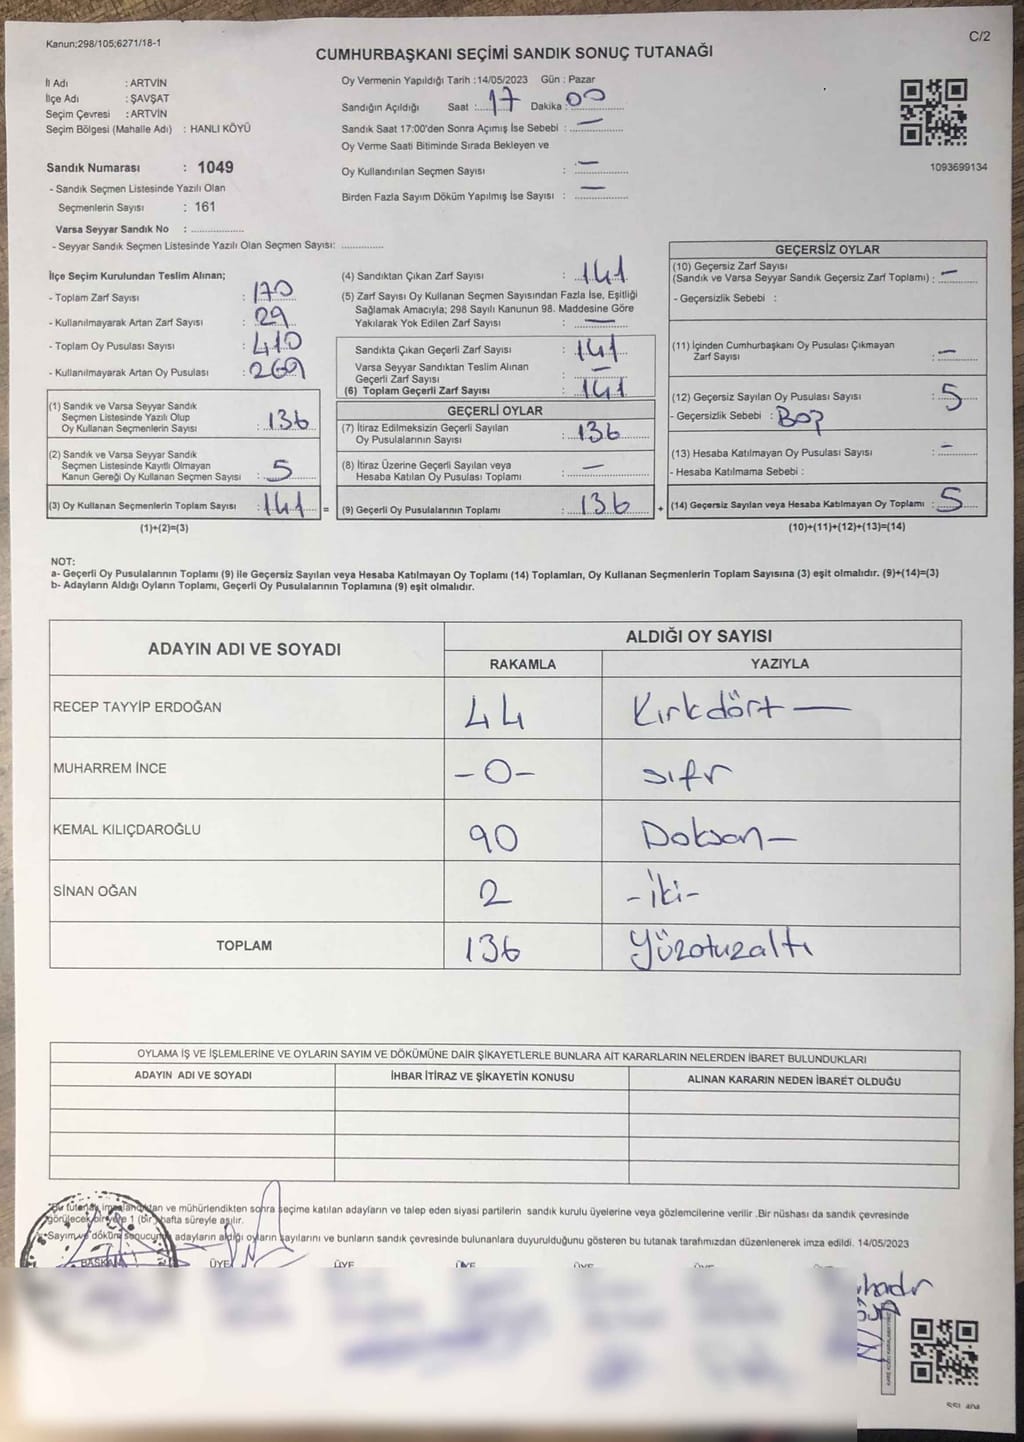 Kanun:298/105;6271/18-1
C/2
CUMHURBAŞKANI SEÇİMİ SANDIK SONUÇ TUTANAĞI
İl Adı : ARTVİN
İlçe Adı : ŞAVŞAT
Seçim Çevresi : ARTVİN
Seçim Bölgesi (Mahalle Adı) : HANLI KÖYÜ
Sandık Numarası : 1049
- Sandık Seçmen Listesinde Yazılı Olan
Seçmenlerin Sayısı : 161
Varsa Seyyar Sandık No : ................
- Seyyar Sandık Seçmen Listesinde Yazılı Olan Seçmen Sayısı: .............
Oy Vermenin Yapıldığı Tarih :14/05/2023 Gün : Pazar
Sandığın Açıldığı Saat : 17 Dakika : 00
Sandık Saat 17:00'den Sonra Açımış İse Sebebi : —
Oy Verme Saati Bitiminde Sırada Bekleyen ve
Oy Kullandırılan Seçmen Sayısı : —
Birden Fazla Sayım Döküm Yapılmış İse Sayısı : —
1093699134
İlçe Seçim Kurulundan Teslim Alınan;
- Toplam Zarf Sayısı : 170
- Kullanılmayarak Artan Zarf Sayısı : 29
- Toplam Oy Pusulası Sayısı : 410
- Kullanılmayarak Artan Oy Pusulası : 269
(1) Sandık ve Varsa Seyyar Sandık
Seçmen Listesinde Yazılı Olup
Oy Kullanan Seçmenlerin Sayısı : 136
(2) Sandık ve Varsa Seyyar Sandık
Seçmen Listesinde Kayıtlı Olmayan
Kanun Gereği Oy Kullanan Seçmen Sayısı : 5
(3) Oy Kullanan Seçmenlerin Toplam Sayısı : 141 =
(1)+(2)=(3)
(4) Sandıktan Çıkan Zarf Sayısı : 141
(5) Zarf Sayısı Oy Kullanan Seçmen Sayısından Fazla İse, Eşitliği
Sağlamak Amacıyla; 298 Sayılı Kanunun 98. Maddesine Göre
Yakılarak Yok Edilen Zarf Sayısı : —
Sandıkta Çıkan Geçerli Zarf Sayısı : 141
Varsa Seyyar Sandıktan Teslim Alınan
Geçerli Zarf Sayısı : —
(6) Toplam Geçerli Zarf Sayısı : 141
GEÇERLİ OYLAR
(7) İtiraz Edilmeksizin Geçerli Sayılan
Oy Pusulalarının Sayısı : 136
(8) İtiraz Üzerine Geçerli Sayılan veya
Hesaba Katılan Oy Pusulası Toplamı : —
(9) Geçerli Oy Pusulalarının Toplamı : 136 +
GEÇERSİZ OYLAR
(10) Geçersiz Zarf Sayısı
(Sandık ve Varsa Seyyar Sandık Geçersiz Zarf Toplamı) : —
- Geçersizlik Sebebi :
(11) İçinden Cumhurbaşkanı Oy Pusulası Çıkmayan
Zarf Sayısı : —
(12) Geçersiz Sayılan Oy Pusulası Sayısı : 5
- Geçersizlik Sebebi :
(13) Hesaba Katılmayan Oy Pusulası Sayısı : —
- Hesaba Katılmama Sebebi :
(14) Geçersiz Sayılan veya Hesaba Katılmayan Oy Toplamı : 5
(10)+(11)+(12)+(13)=(14)
NOT:
a- Geçerli Oy Pusulalarının Toplamı (9) ile Geçersiz Sayılan veya Hesaba Katılmayan Oy Toplamı (14) Toplamları, Oy Kullanan Seçmenlerin Toplam Sayısına (3) eşit olmalıdır. (9)+(14)=(3)
b- Adayların Aldığı Oyların Toplamı, Geçerli Oy Pusulalarının Toplamına (9) eşit olmalıdır.
ADAYIN ADI VE SOYADI
ALDIĞI OY SAYISI
RAKAMLA YAZIYLA
RECEP TAYYİP ERDOĞAN 44 Kırkdört —
MUHARREM İNCE -0- sıfır
KEMAL KILIÇDAROĞLU 90 Doksan —
SİNAN OĞAN 2 -iki-
TOPLAM 136 Yüzotuzaltı
OYLAMA İŞ VE İŞLEMLERİNE VE OYLARIN SAYIM VE DÖKÜMÜNE DAİR ŞİKAYETLERLE BUNLARA AİT KARARLARIN NELERDEN İBARET BULUNDUKLARI
ADAYIN ADI VE SOYADI İHBAR İTİRAZ VE ŞİKAYETİN KONUSU ALINAN KARARIN NEDEN İBARET OLDUĞU
Bu tutanak imzalandıktan ve mühürlendikten sonra seçime katılan adayların ve talep eden siyasi partilerin sandık kurulu üyelerine veya gözlemcilerine verilir .Bir nüshası da sandık çevresinde
görülecek bir yere 1 (bir) hafta süreyle asılır.
Sayım ve döküm sonucunda adayların aldığı oyların sayılarını ve bunların sandık çevresinde bulunanlara duyurulduğunu gösteren bu tutanak tarafımızdan düzenlenerek imza edildi. 14/05/2023
BAŞKAN ÜYE ÜYE ÜYE ÜYE